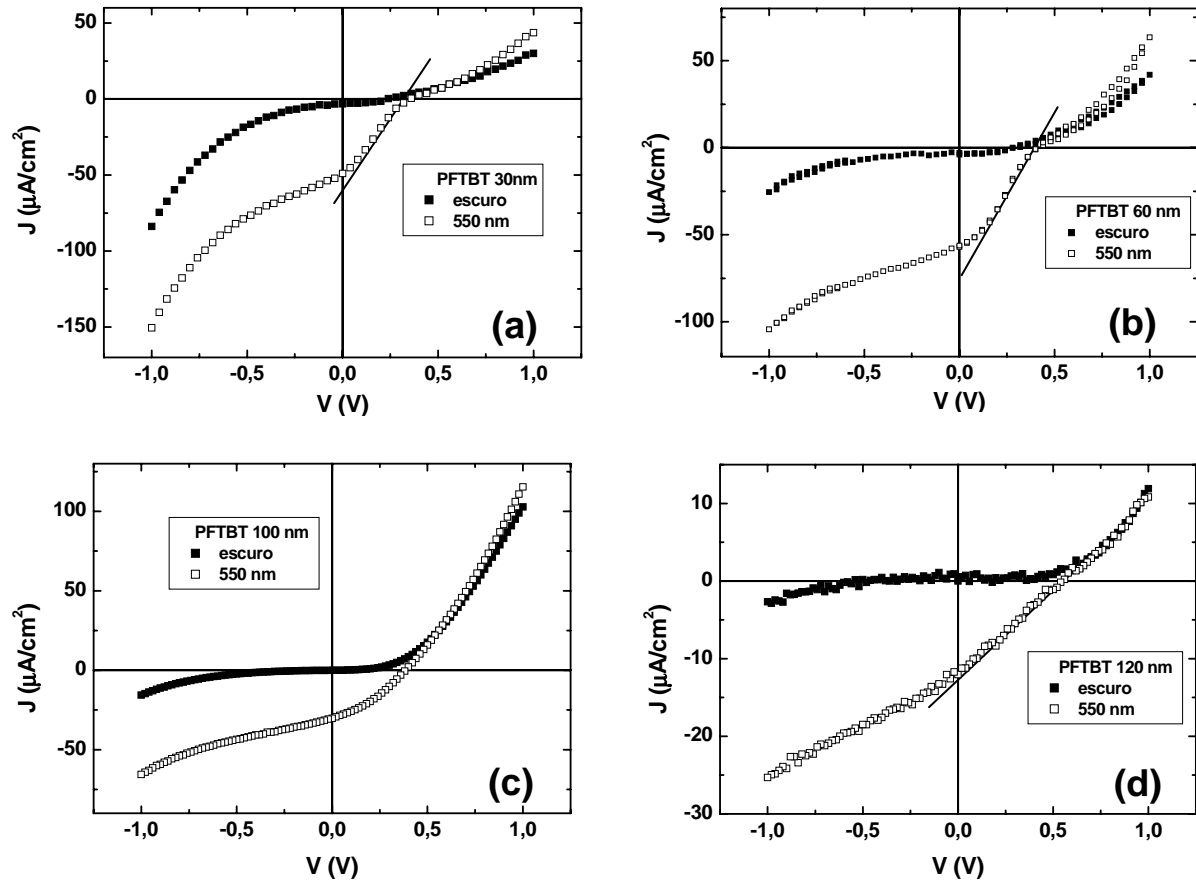 50
0
-50
-100
-150
J (µA/cm²)
PFTBT 30nm
escuro
550 nm
(a)
-1,0 -0,5 0,0 0,5 1,0
V (V)
50
0
-50
-100
J (µA/cm²)
PFTBT 60 nm
escuro
550 nm
(b)
-1,0 -0,5 0,0 0,5 1,0
V (V)
100
50
0
-50
J (µA/cm²)
PFTBT 100 nm
escuro
550 nm
(c)
-1,0 -0,5 0,0 0,5 1,0
V (V)
10
0
-10
-20
-30
J (µA/cm²)
PFTBT 120 nm
escuro
550 nm
(d)
-1,0 -0,5 0,0 0,5 1,0
V (V)